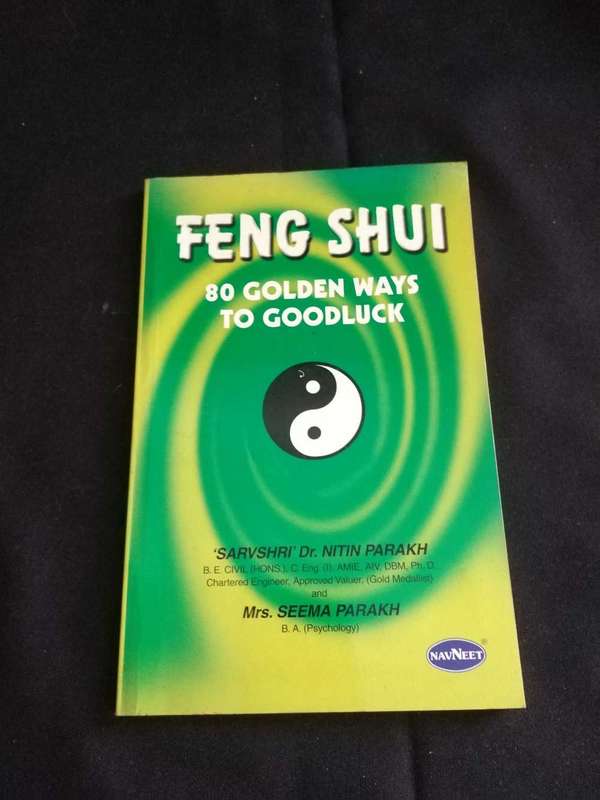 FENG SHUI
80 GOLDEN WAYS
TO GOODLUCK
'SARVSHRI' Dr. NITIN PARAKH
B. E. CIVIL (HONS.), C. Eng. (I), AMIE, AIV, DBM, Ph. D.
Chartered Engineer, Approved Valuer, (Gold Medallist)
and
Mrs. SEEMA PARAKH
B. A. (Psychology)
NAVNEET®